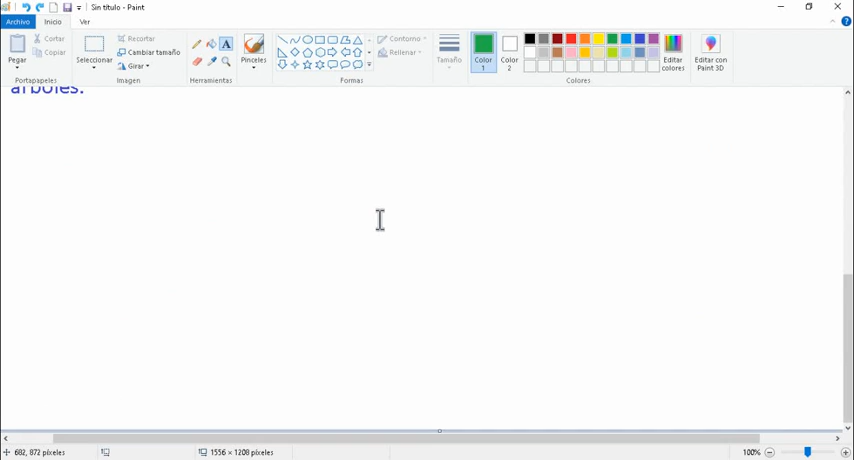 Sin título - Paint
Archivo Inicio Ver
Pegar
Cortar
Copiar
Portapapeles
Seleccionar
Recortar
Cambiar tamaño
Girar
Imagen
A
Herramientas
Pinceles
Contorno
Rellenar
Formas
Tamaño
Color
1
Color
2
Editar
colores
Colores
Editar con
Paint 3D
árboles.
682, 872 píxeles
1556 × 1208 píxeles
100%